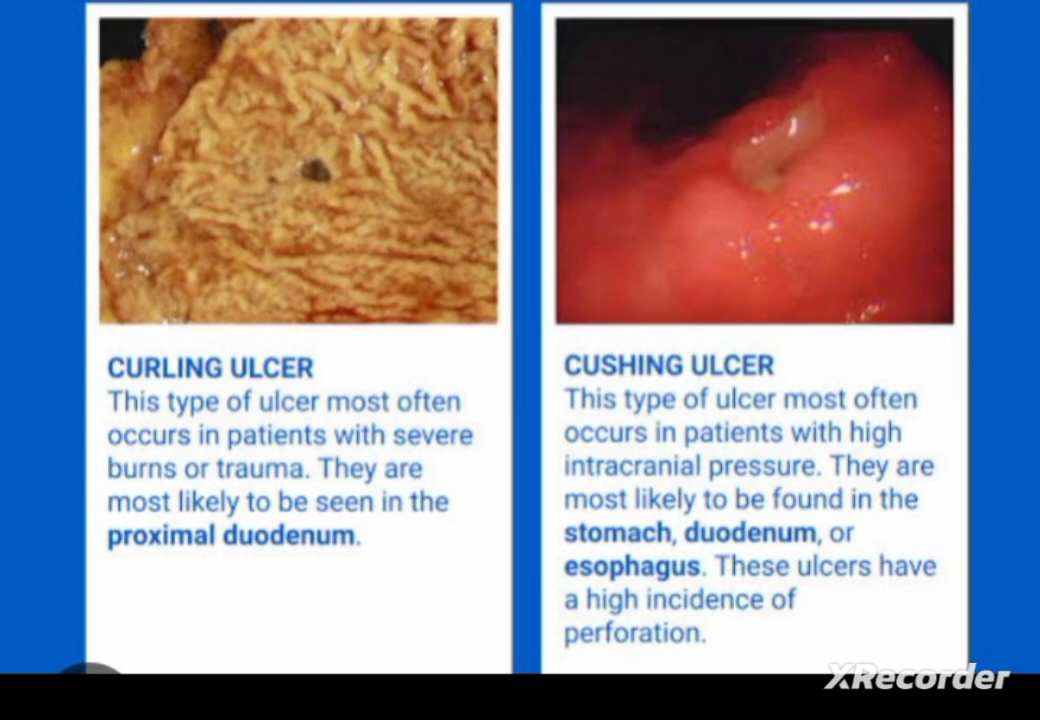 CURLING ULCER
This type of ulcer most often
occurs in patients with severe
burns or trauma. They are
most likely to be seen in the
proximal duodenum.
CUSHING ULCER
This type of ulcer most often
occurs in patients with high
intracranial pressure. They are
most likely to be found in the
stomach, duodenum, or
esophagus. These ulcers have
a high incidence of
perforation.
XRecorder